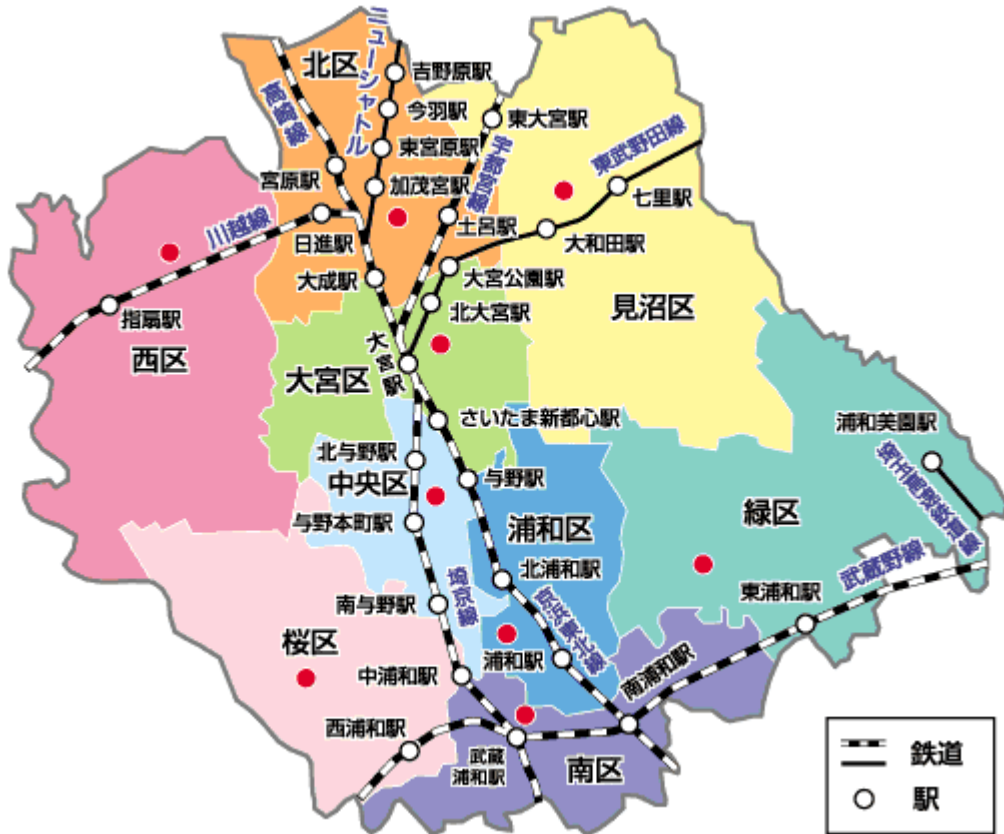 北区
ニューシャトル
高崎線
吉野原駅
今羽駅
東宮原駅
加茂宮駅
宮原駅
宇都宮線
東大宮駅
東武野田線
七里駅
大和田駅
土呂駅
川越線
日進駅
大成駅
大宮公園駅
北大宮駅
指扇駅
西区
大宮区
大宮駅
見沼区
さいたま新都心駅
北与野駅
中央区
与野駅
与野本町駅
浦和区
浦和美園駅
埼玉高速鉄道線
緑区
武蔵野線
東浦和駅
北浦和駅
京浜東北線
埼京線
南与野駅
桜区
中浦和駅
浦和駅
南浦和駅
西浦和駅
武蔵
浦和駅
南区
鉄道
駅